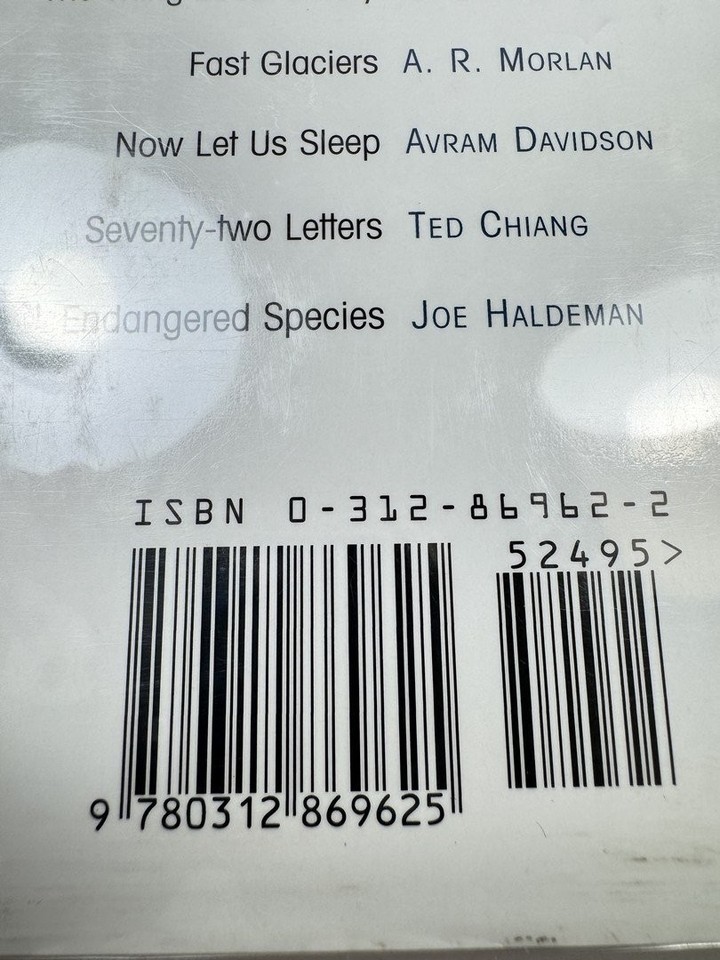 Fast Glaciers A. R. MORLAN
Now Let Us Sleep AVRAM DAVIDSON
Seventy-two Letters TED CHIANG
Endangered Species JOE HALDEMAN
ISBN 0-312-86962-2
52495>
9 780312 869625